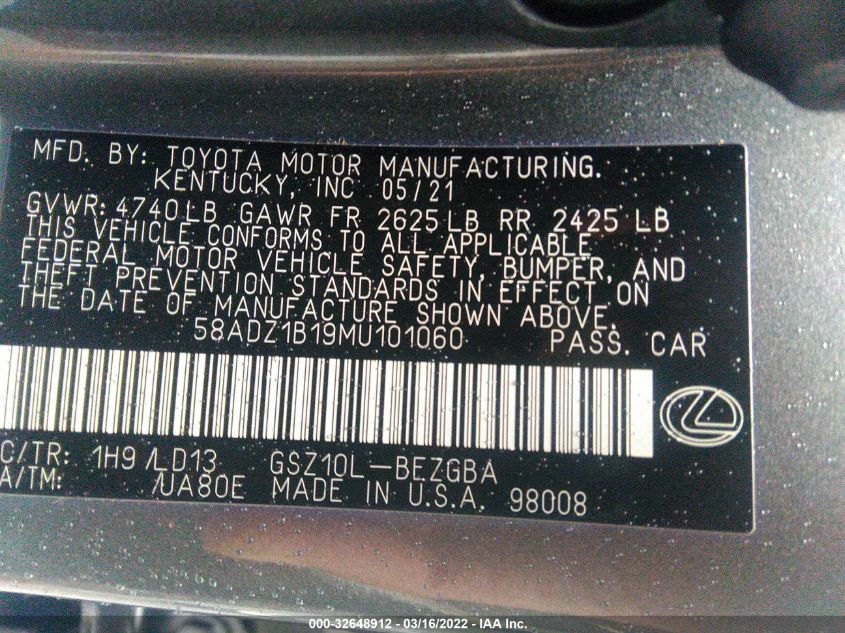 MFD. BY: TOYOTA MOTOR MANUFACTURING.
KENTUCKY, INC 05/21
GVWR: 4740LB GAWR FR 2625LB RR 2425 LB
THIS VEHICLE CONFORMS TO ALL APPLICABLE
FEDERAL MOTOR VEHICLE SAFETY, BUMPER, AND
THEFT PREVENTION STANDARDS IN EFFECT ON
THE DATE OF MANUFACTURE SHOWN ABOVE.
58ADZ1B19MU101060 PASS. CAR
C/TR: 1H9/LD13 GSZ10L-BEZGBA
A/TM: /UA80E MADE IN U.S.A. 98008
000-32648912 - 03/16/2022 - IAA Inc.